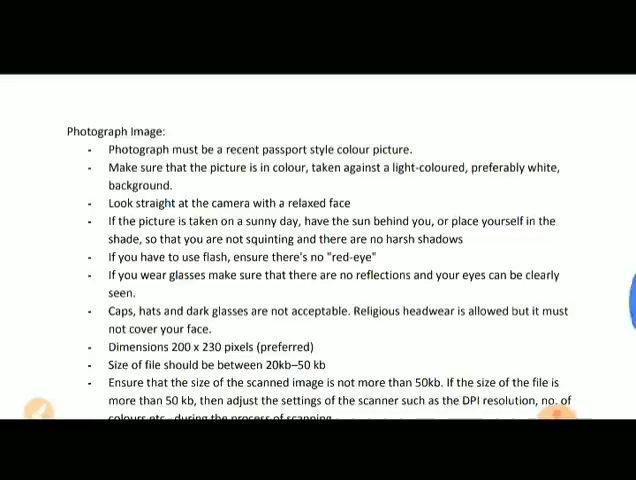 Photograph Image:
- Photograph must be a recent passport style colour picture.
- Make sure that the picture is in colour, taken against a light-coloured, preferably white,
background.
- Look straight at the camera with a relaxed face
- If the picture is taken on a sunny day, have the sun behind you, or place yourself in the
shade, so that you are not squinting and there are no harsh shadows
- If you have to use flash, ensure there's no "red-eye"
- If you wear glasses make sure that there are no reflections and your eyes can be clearly
seen.
- Caps, hats and dark glasses are not acceptable. Religious headwear is allowed but it must
not cover your face.
- Dimensions 200 x 230 pixels (preferred)
- Size of file should be between 20kb–50 kb
- Ensure that the size of the scanned image is not more than 50kb. If the size of the file is
more than 50 kb, then adjust the settings of the scanner such as the DPI resolution, no. of
colours etc., during the process of scanning.